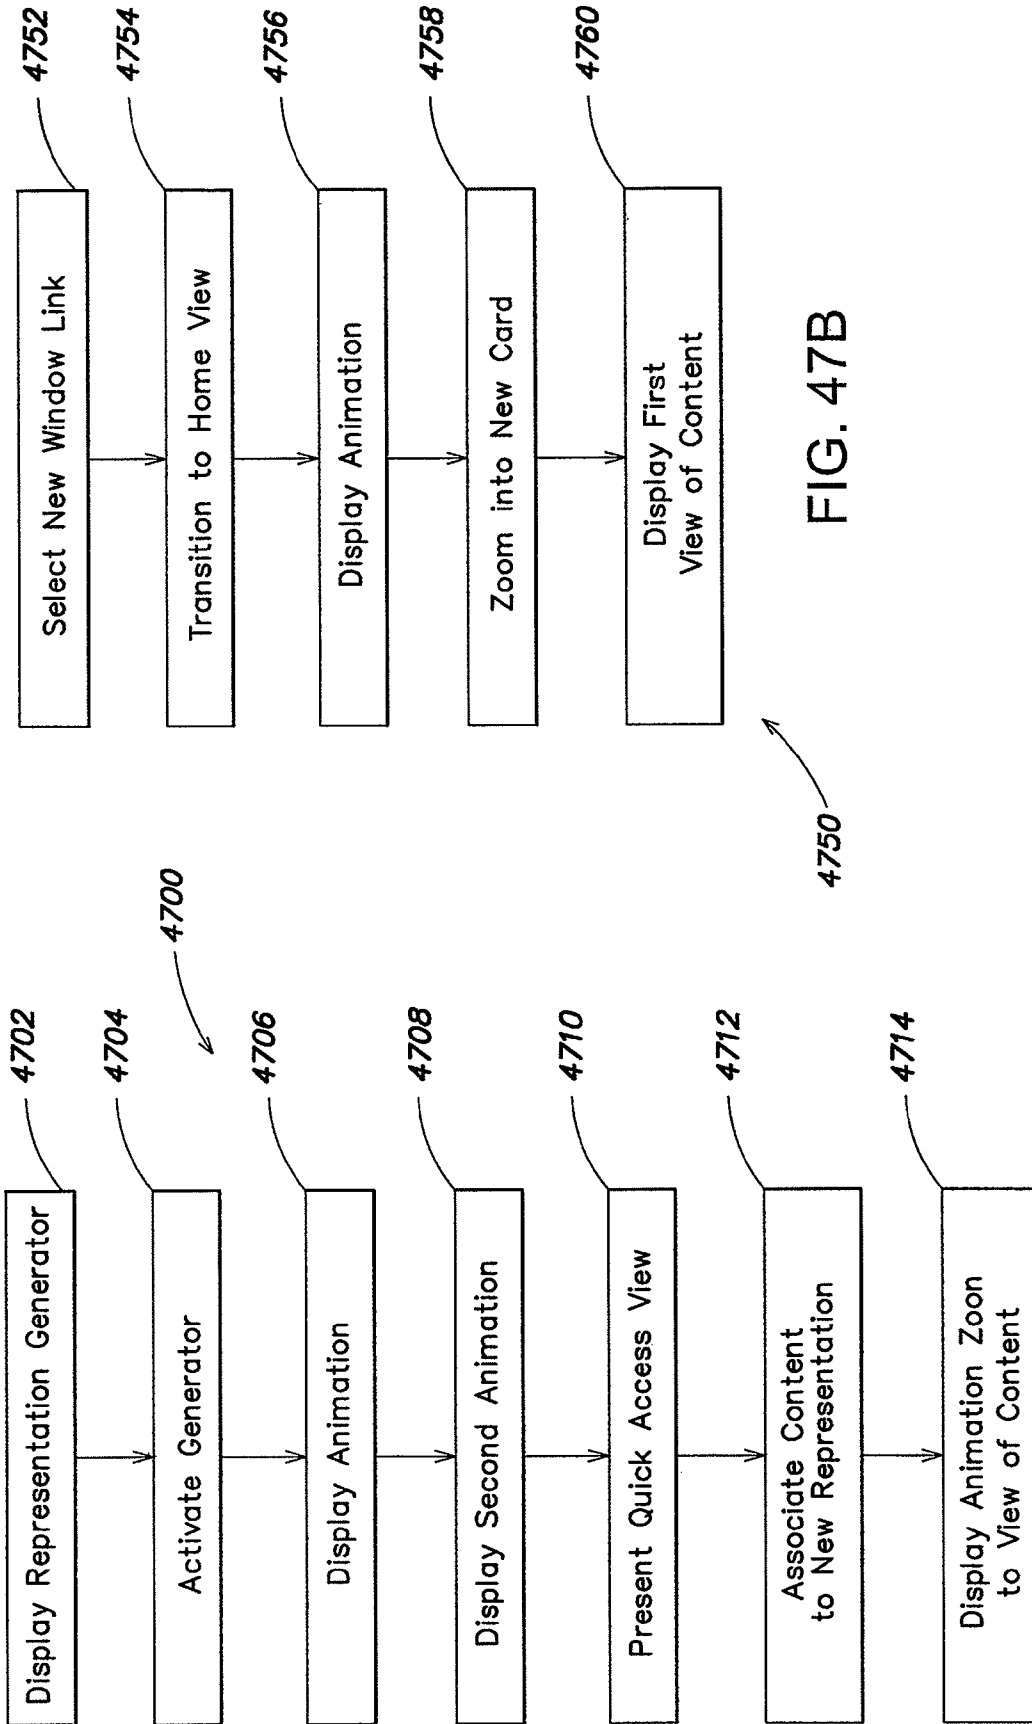 4702
Display Representation Generator
4704
Activate Generator
4700
4706
Display Animation
4708
Display Second Animation
4710
Present Quick Access View
4712
Associate Content
to New Representation
4714
Display Animation Zoon
to View of Content
4752
Select New Window Link
4754
Transition to Home View
4756
Display Animation
4758
Zoom into New Card
4760
Display First
View of Content
4750
FIG. 47B